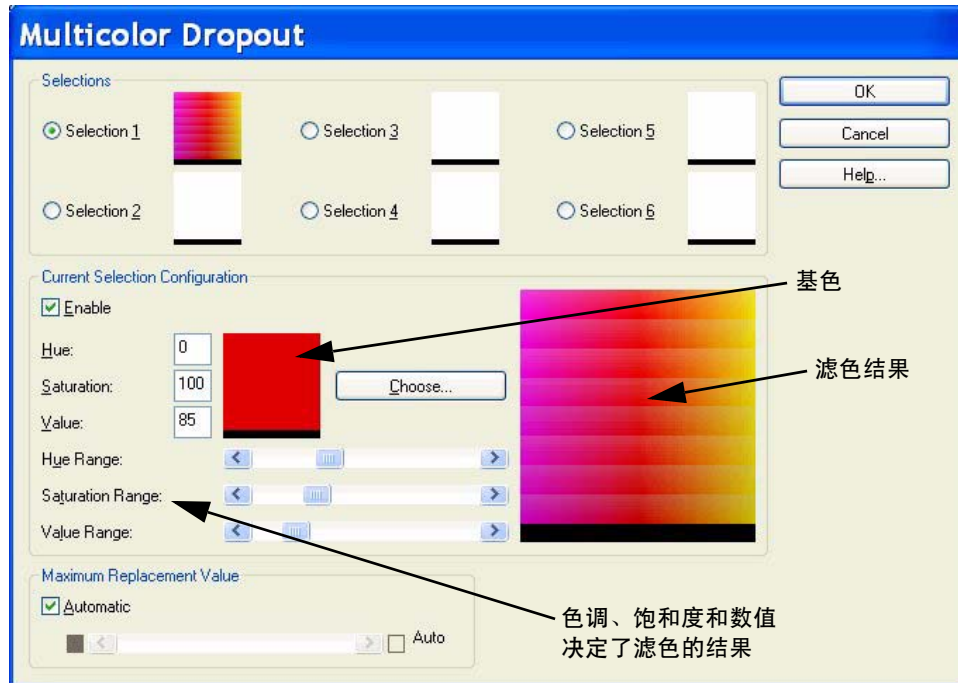 Multicolor Dropout
Selections
Selection 1
Selection 3
Selection 5
Selection 2
Selection 4
Selection 6
OK
Cancel
Help...
Current Selection Configuration
Enable
Hue:
0
Saturation:
100
Value:
85
Choose...
Hue Range:
Saturation Range:
Value Range:
基色
滤色结果
Maximum Replacement Value
Automatic
Auto
色调、饱和度和数值
决定了滤色的结果